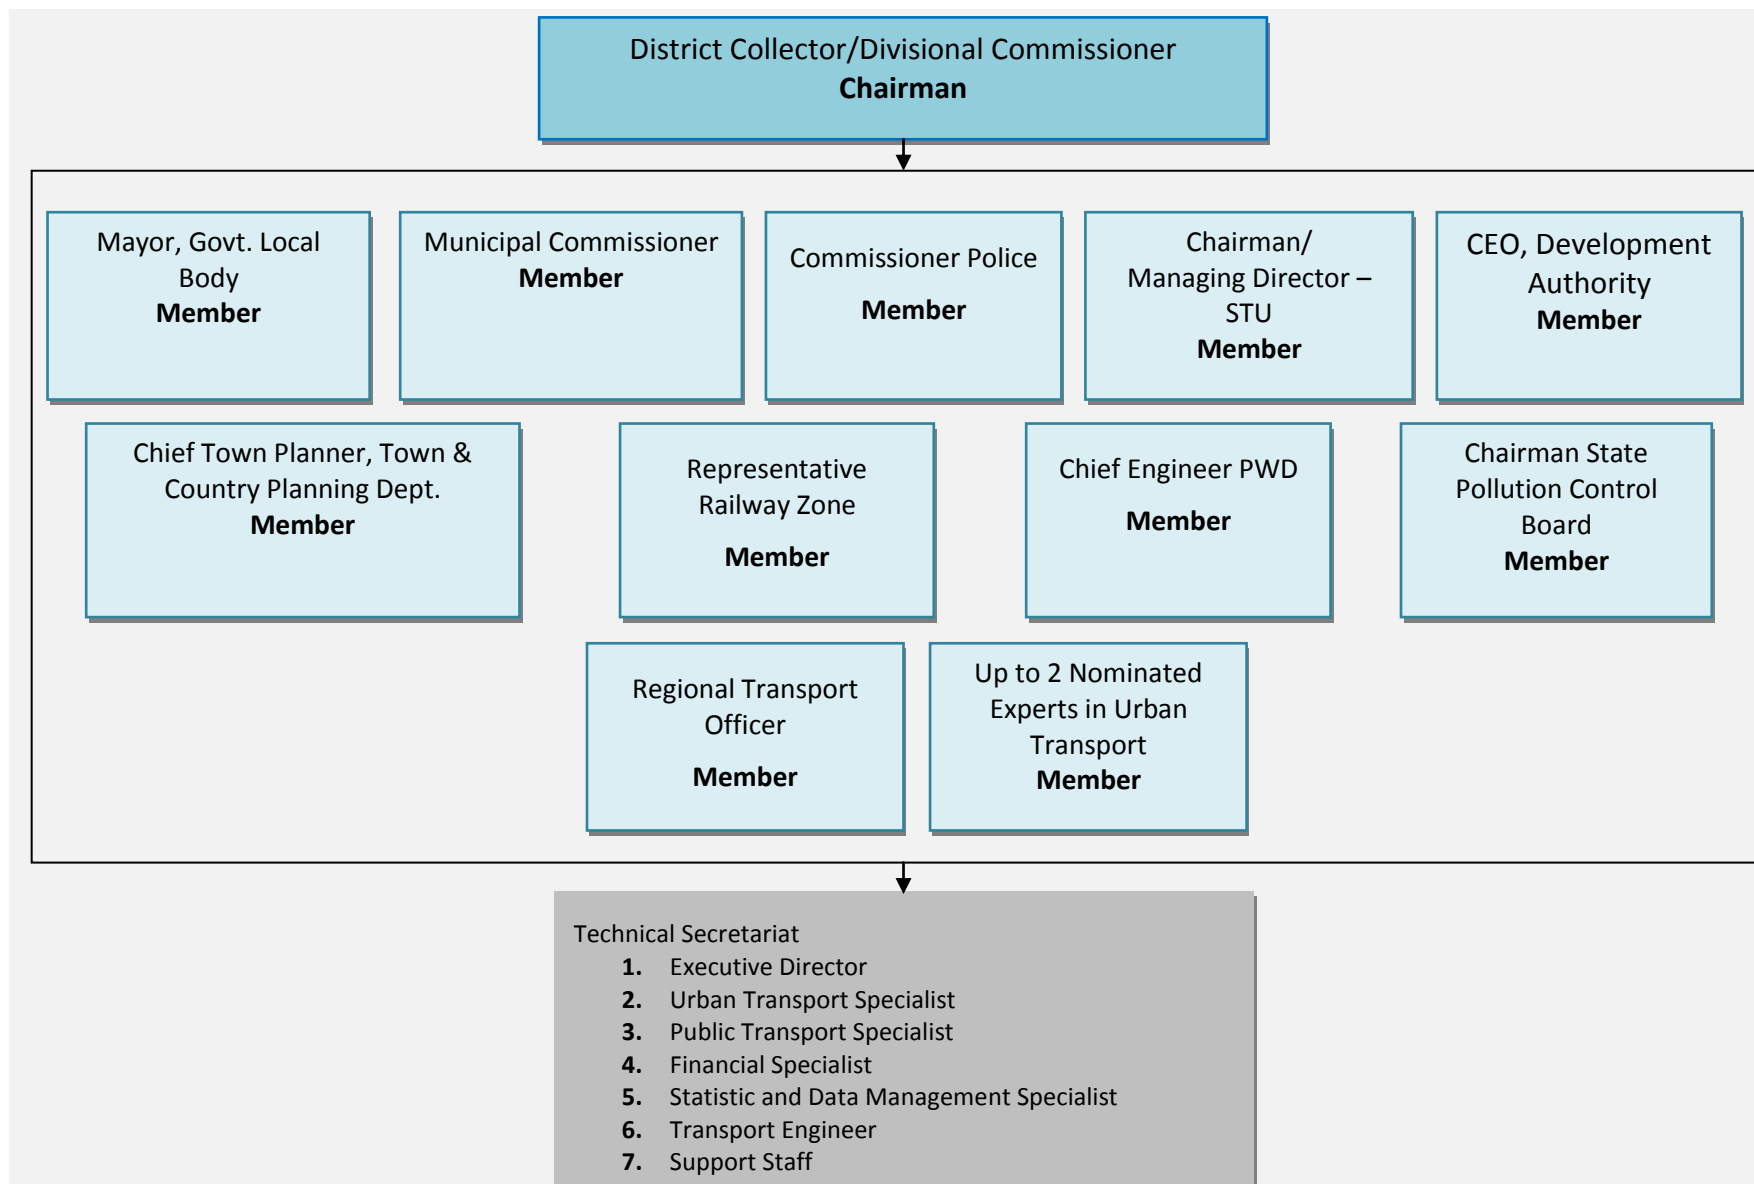 District Collector/Divisional Commissioner
Chairman
Mayor, Govt. Local
Body
Member
Municipal Commissioner
Member
Commissioner Police
Member
Chairman/
Managing Director –
STU
Member
CEO, Development
Authority
Member
Chief Town Planner, Town &
Country Planning Dept.
Member
Representative
Railway Zone
Member
Chief Engineer PWD
Member
Chairman State
Pollution Control
Board
Member
Regional Transport
Officer
Member
Up to 2 Nominated
Experts in Urban
Transport
Member
Technical Secretariat
1. Executive Director
2. Urban Transport Specialist
3. Public Transport Specialist
4. Financial Specialist
5. Statistic and Data Management Specialist
6. Transport Engineer
7. Support Staff